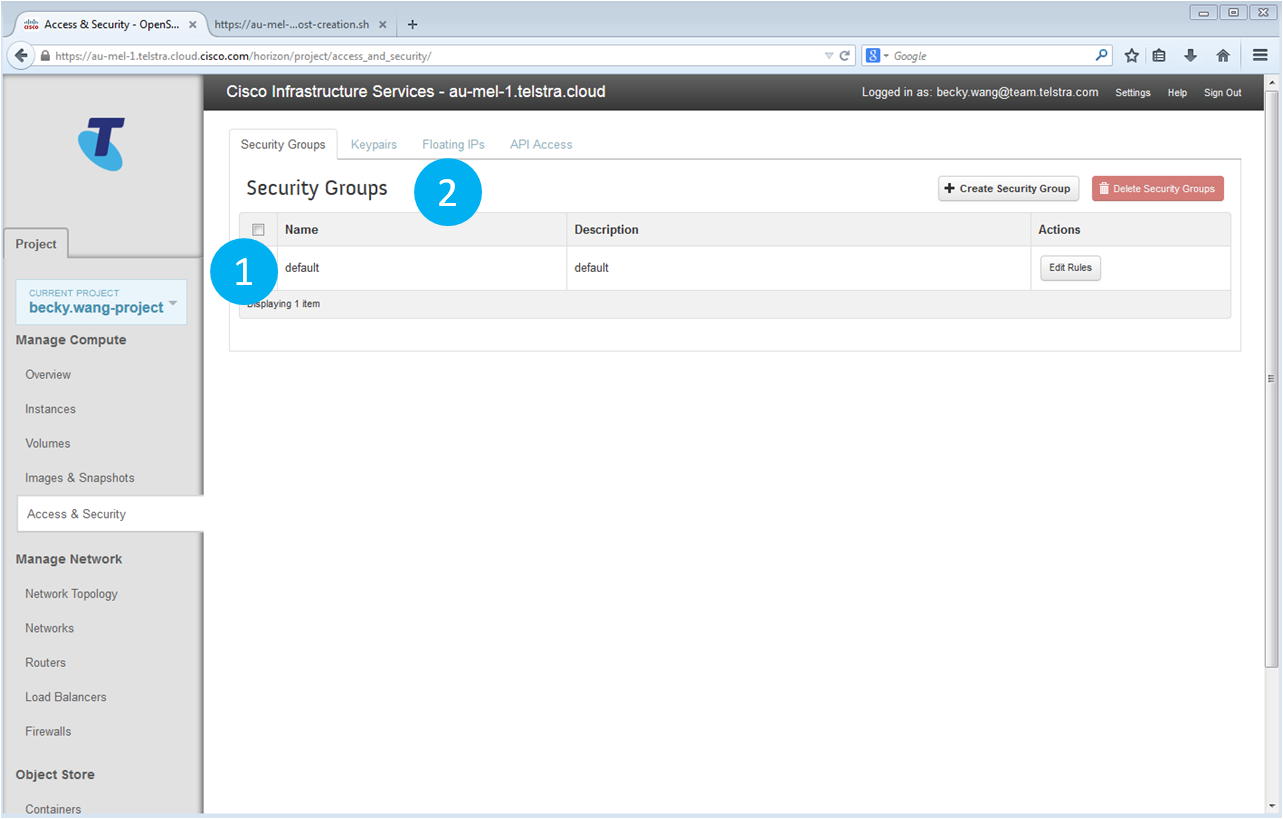 Access & Security - OpenS...
https://au-mel-...ost-creation.sh
https://au-mel-1.telstra.cloud.cisco.com/horizon/project/access_and_security/
Google
cisco
T
Cisco Infrastructure Services - au-mel-1.telstra.cloud
Logged in as: becky.wang@team.telstra.com
Settings
Help
Sign Out
Security Groups
Keypairs
Floating IPs
API Access
Security Groups
2
Create Security Group
Delete Security Groups
Name
Description
Actions
1
default
default
Edit Rules
Displaying 1 item
Project
CURRENT PROJECT
becky.wang-project
Manage Compute
Overview
Instances
Volumes
Images & Snapshots
Access & Security
Manage Network
Network Topology
Networks
Routers
Load Balancers
Firewalls
Object Store
Containers